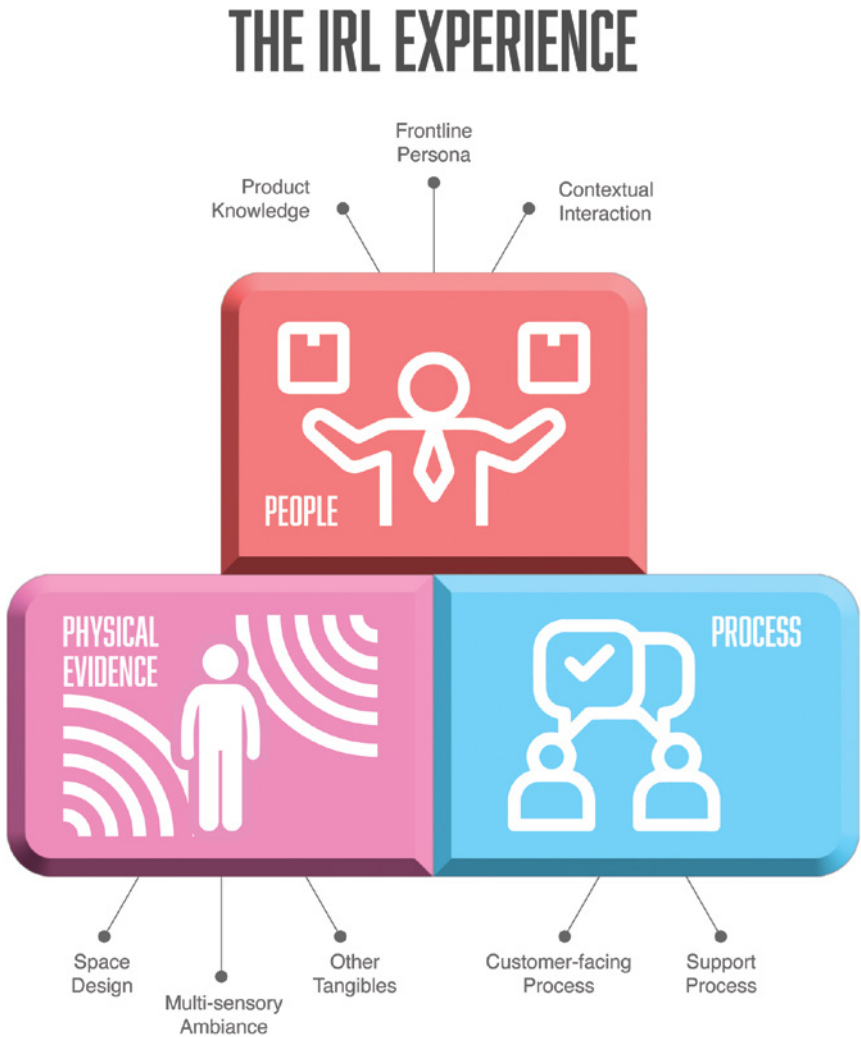 THE IRL EXPERIENCE
Frontline
Persona
Product
Knowledge
Contextual
Interaction
PEOPLE
PHYSICAL
EVIDENCE
PROCESS
Space
Design
Multi-sensory
Ambiance
Other
Tangibles
Customer-facing
Process
Support
Process